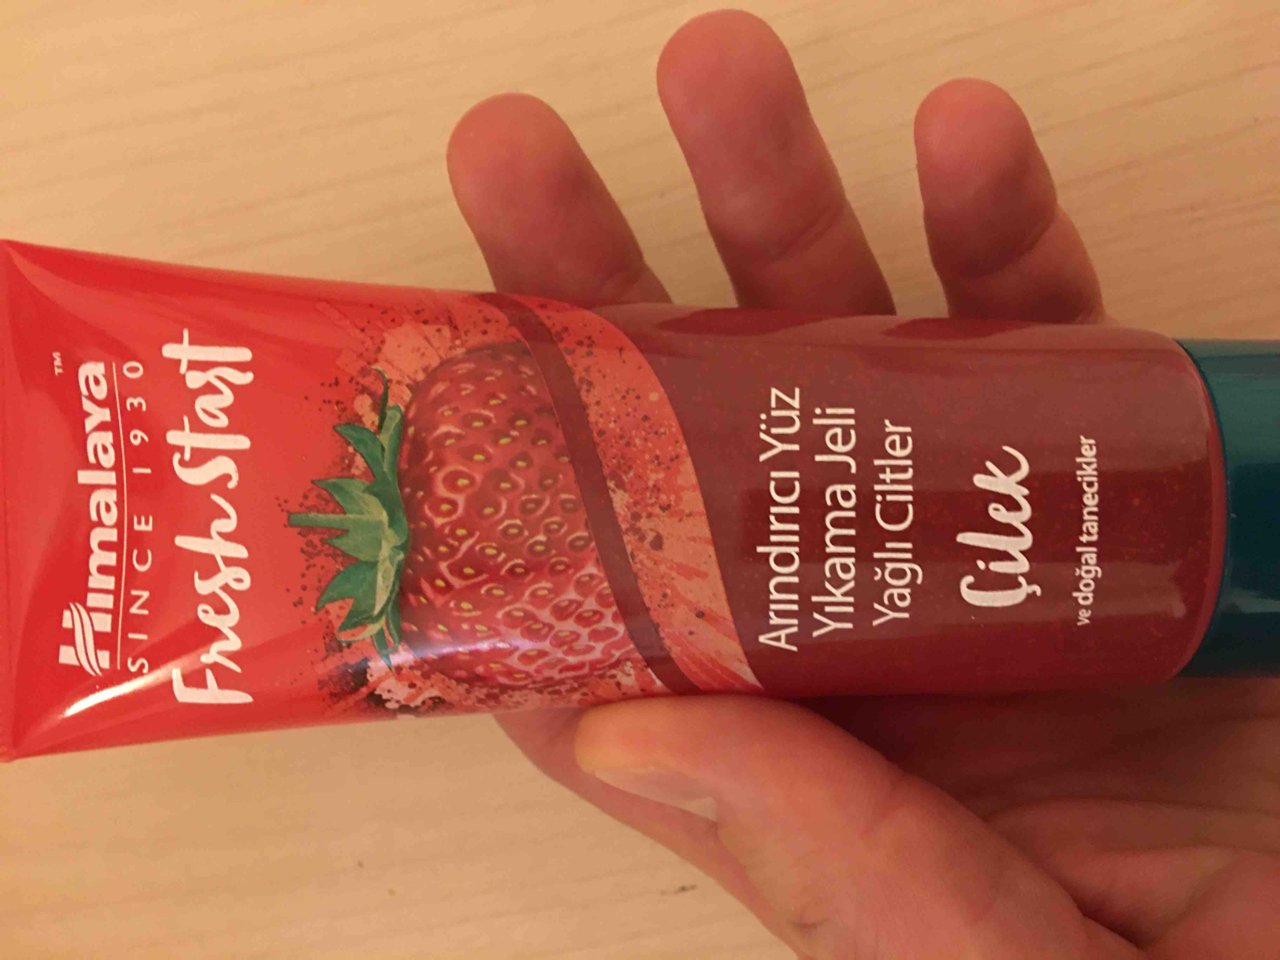 Himalaya™
SINCE 1930
Fresh Start
Arındırıcı Yüz
Yıkama Jeli
Yağlı Ciltler
Çilek
ve doğal tanecikler